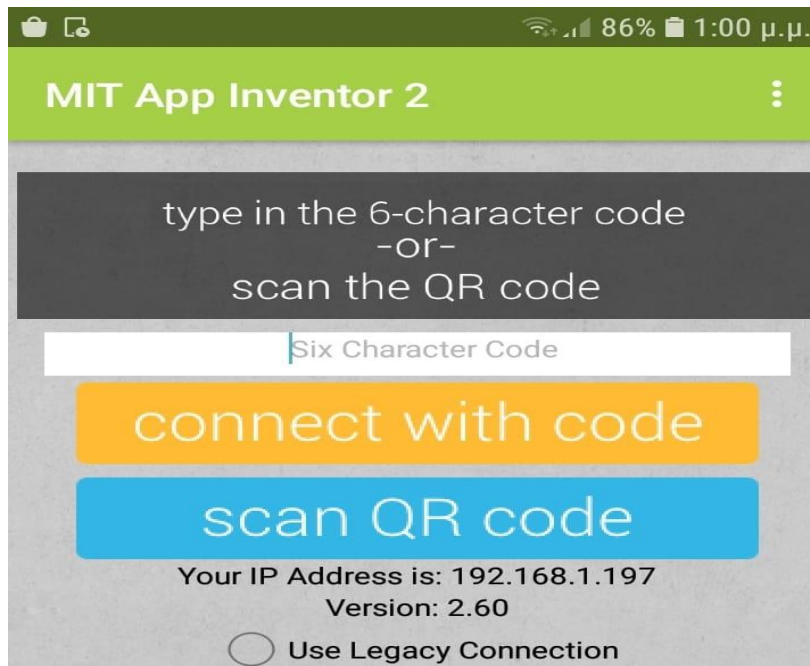 86% 1:00 μ.μ.
MIT App Inventor 2
type in the 6-character code
-or-
scan the QR code
Six Character Code
connect with code
scan QR code
Your IP Address is: 192.168.1.197
Version: 2.60
Use Legacy Connection